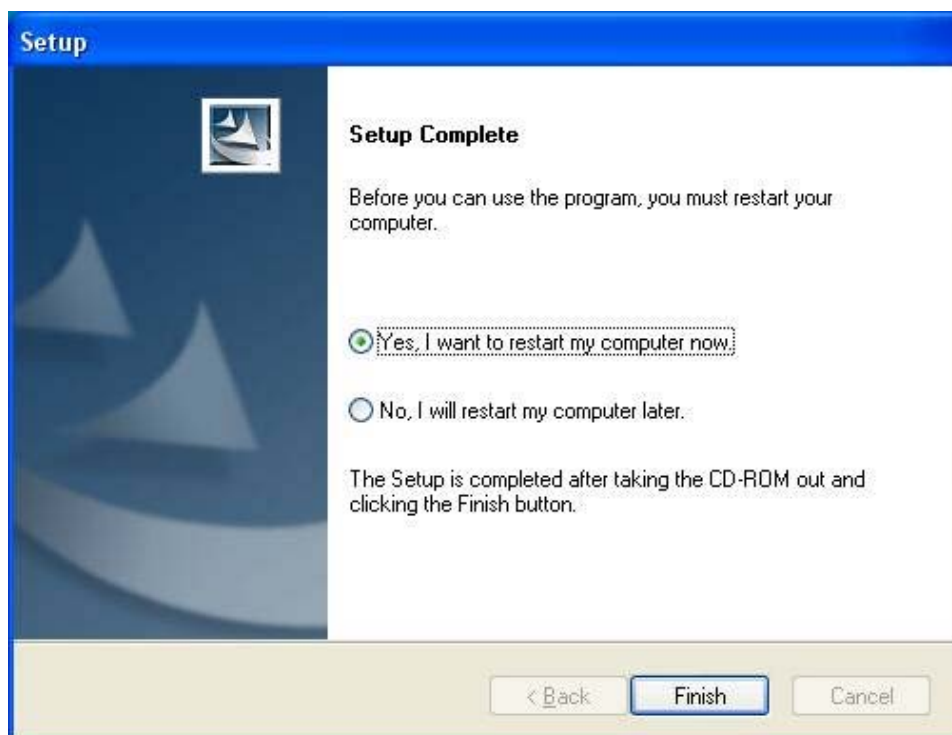 Setup
Setup Complete
Before you can use the program, you must restart your
computer.
Yes, I want to restart my computer now.
No, I will restart my computer later.
The Setup is completed after taking the CD-ROM out and
clicking the Finish button.
< Back Finish Cancel